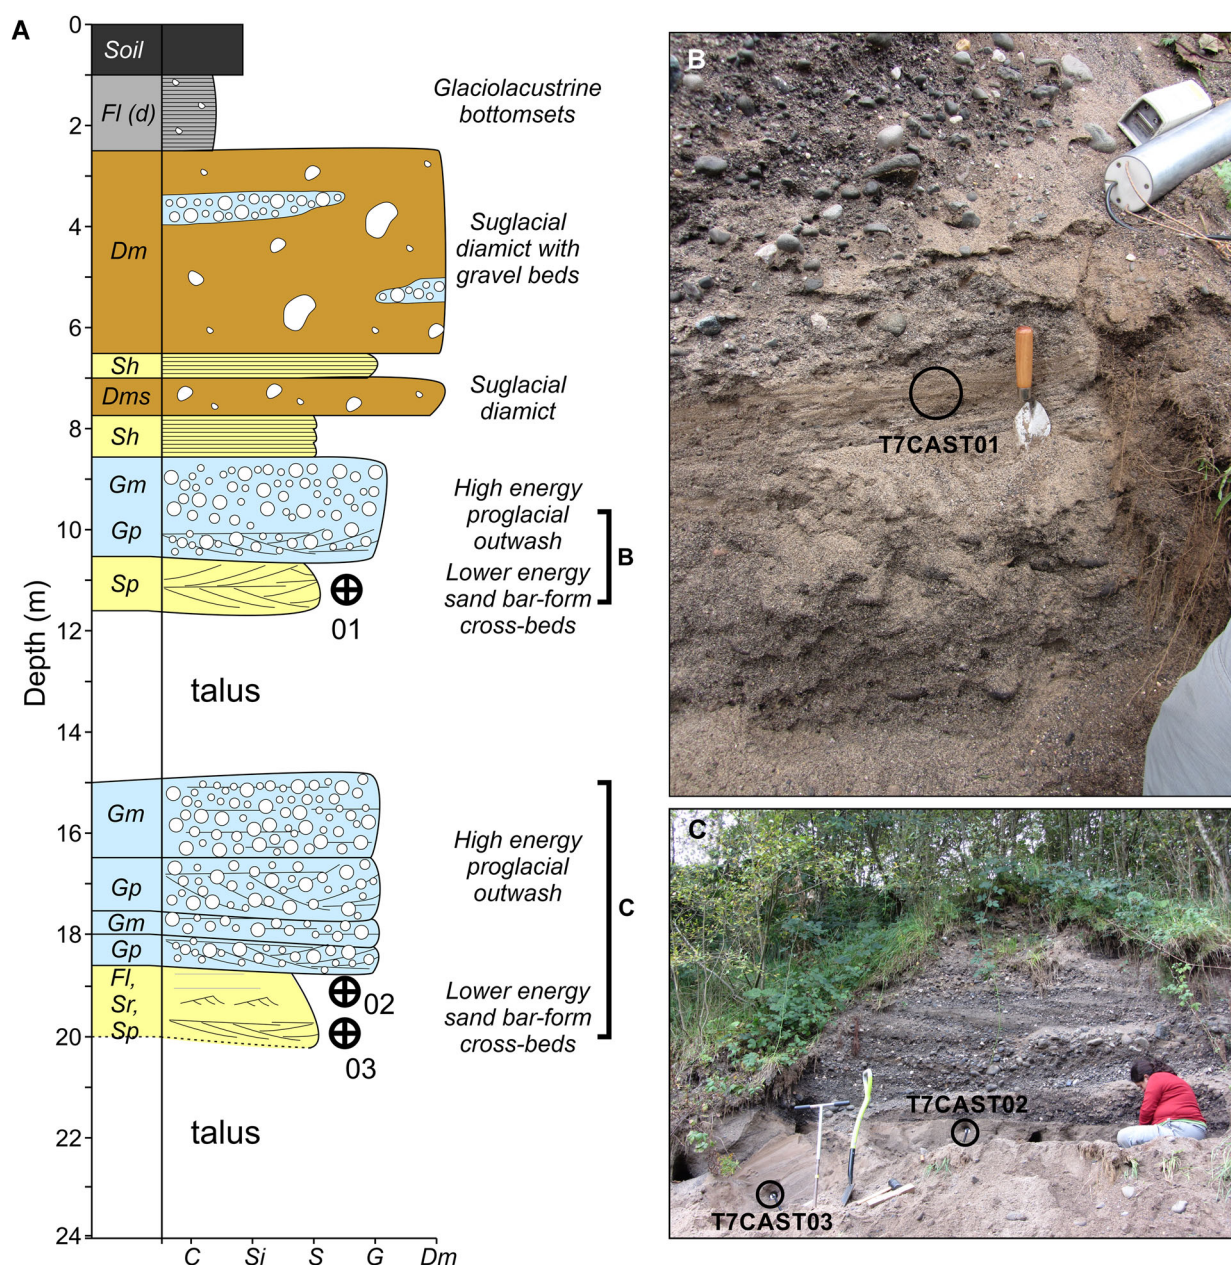 A
0
Soil
Fl (d)
Glaciolacustrine
bottomsets
2
4
Dm
Suglacial
diamict with
gravel beds
6
Sh
Dms
Suglacial
diamict
8
Sh
Gm
High energy
proglacial
outwash
10
Gp
B
Sp
01
Lower energy
sand bar-form
cross-beds
12
Depth (m)
talus
14
Gm
16
High energy
proglacial
outwash
Gp
Gm
C
18
Gp
Fl,
Sr,
Sp
02
03
Lower energy
sand bar-form
cross-beds
20
22
talus
24
C Si S G Dm
B
T7CAST01
C
T7CAST02
T7CAST03